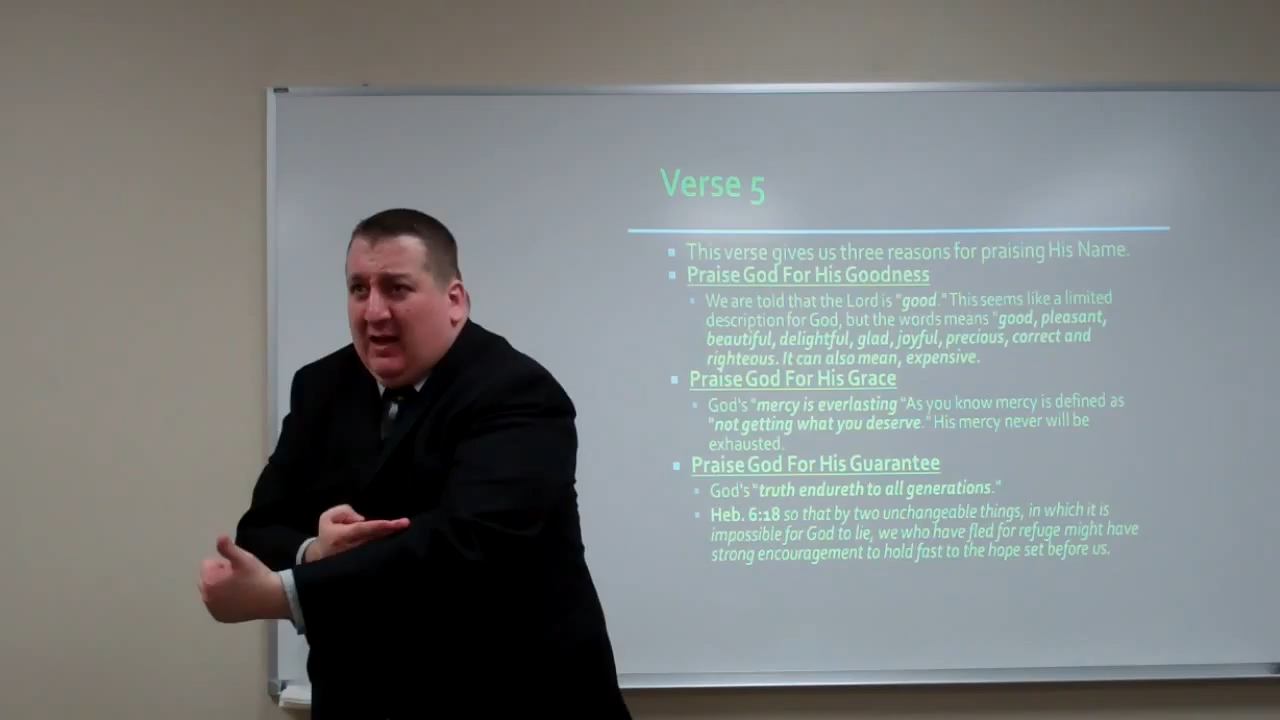 Verse 5
This verse gives us three reasons for praising His Name.
Praise God For His Goodness
We are told that the Lord is "good." This seems like a limited
description for God, but the words means "good, pleasant,
beautiful, delightful, glad, joyful, precious, correct and
righteous. It can also mean, expensive.
Praise God For His Grace
God's "mercy is everlasting "As you know mercy is defined as
"not getting what you deserve." His mercy never will be
exhausted.
Praise God For His Guarantee
God's "truth endureth to all generations."
Heb. 6:18 so that by two unchangeable things, in which it is
impossible for God to lie, we who have fled for refuge might have
strong encouragement to hold fast to the hope set before us.